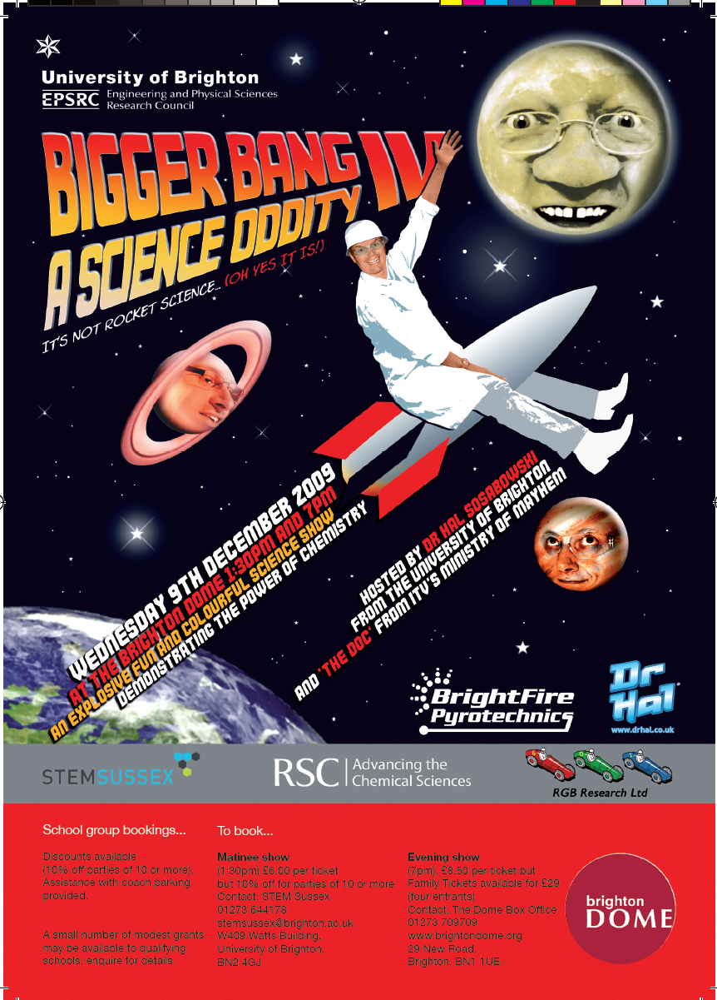 University of Brighton
EPSRC
Engineering and Physical Sciences
Research Council
BIGGER BANG IV
A SCIENCE ODDITY
IT'S NOT ROCKET SCIENCE... (OH YES IT IS!)
WEDNESDAY 9TH DECEMBER 2009
AT THE BRIGHTON DOME 1:30PM AND 7PM
AN EXPLOSIVE FUN AND COLOURFUL SCIENCE SHOW
DEMONSTRATING THE POWER OF CHEMISTRY
HOSTED BY DR HAL SOSABOWSKI
FROM THE UNIVERSITY OF BRIGHTON
AND 'THE DOC' FROM ITV'S MINISTRY OF MAYHEM
BrightFire
Pyrotechnics
Dr
Hal
www.drhal.co.uk
STEMSUSSEX
RSC
Advancing the
Chemical Sciences
RGB Research Ltd
School group bookings...
Discounts available
(10% off parties of 10 or more).
Assistance with coach parking
provided.
A small number of modest grants
may be available to qualifying
schools, enquire for details.
To book...
Matinee show
(1:30pm) £6.00 per ticket
but 10% off for parties of 10 or more
Contact: STEM Sussex
01273 644178
stemsussex@brighton.ac.uk
W409 Watts Building,
University of Brighton,
BN2 4GJ
Evening show
(7pm), £8.50 per ticket but
Family Tickets available for £29
(four entrants)
Contact: The Dome Box Office
01273 709709
www.brightondome.org
29 New Road,
Brighton, BN1 1UE
brighton
DOME